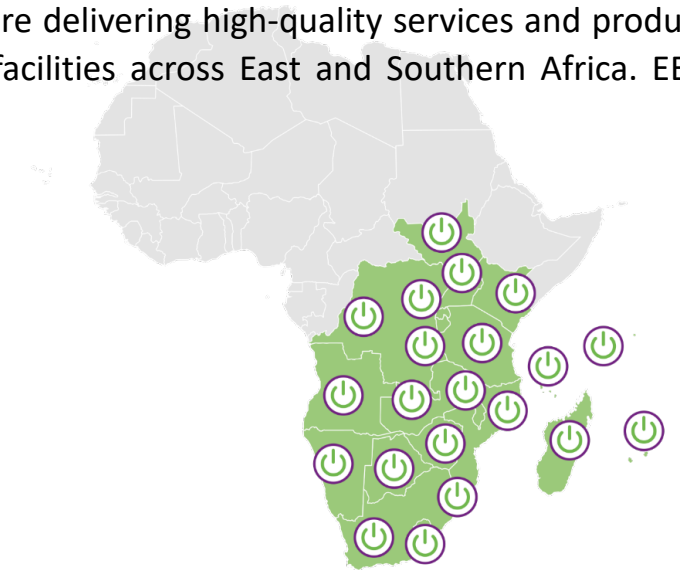 re delivering high-quality services and produ
facilities across East and Southern Africa. EE